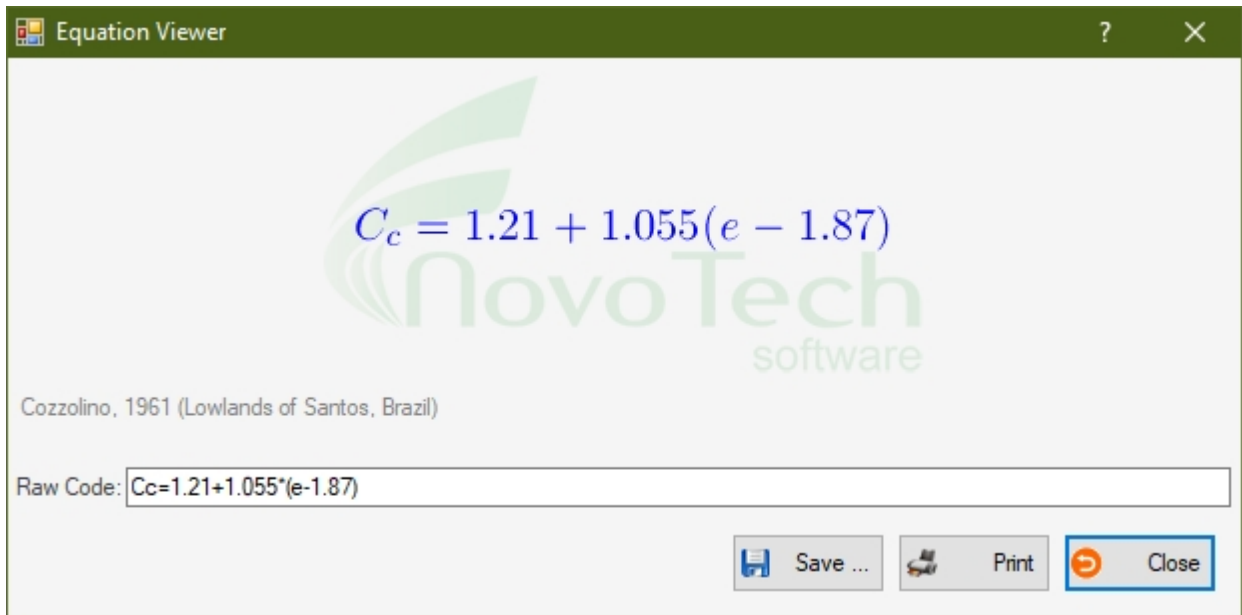 Equation Viewer
?
C_c = 1.21 + 1.055(e − 1.87)
NovoTech
software
Cozzolino, 1961 (Lowlands of Santos, Brazil)
Raw Code: Cc=1.21+1.055*(e-1.87)
Save ... Print Close